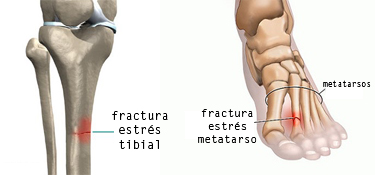 fractura
estrés
tibial
metatarsos
fractura
estrés
metatarso